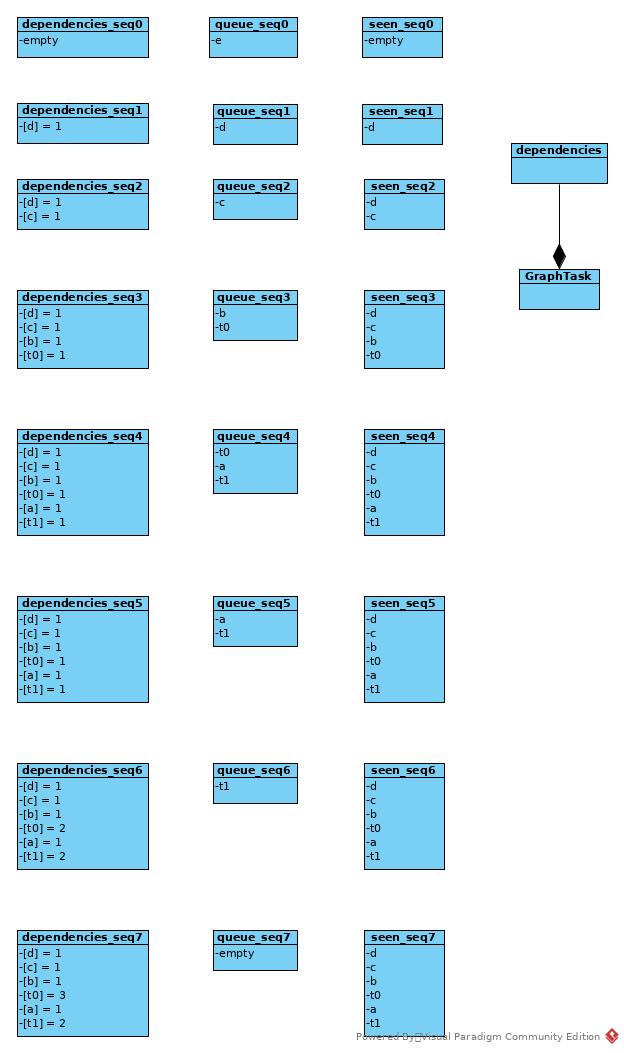 dependencies_seq0
-empty
queue_seq0
-e
seen_seq0
-empty
dependencies_seq1
-[d] = 1
queue_seq1
-d
seen_seq1
-d
dependencies
dependencies_seq2
-[d] = 1
-[c] = 1
queue_seq2
-c
seen_seq2
-d
-c
GraphTask
dependencies_seq3
-[d] = 1
-[c] = 1
-[b] = 1
-[t0] = 1
queue_seq3
-b
-t0
seen_seq3
-d
-c
-b
-t0
dependencies_seq4
-[d] = 1
-[c] = 1
-[b] = 1
-[t0] = 1
-[a] = 1
-[t1] = 1
queue_seq4
-t0
-a
-t1
seen_seq4
-d
-c
-b
-t0
-a
-t1
dependencies_seq5
-[d] = 1
-[c] = 1
-[b] = 1
-[t0] = 1
-[a] = 1
-[t1] = 1
queue_seq5
-a
-t1
seen_seq5
-d
-c
-b
-t0
-a
-t1
dependencies_seq6
-[d] = 1
-[c] = 1
-[b] = 1
-[t0] = 2
-[a] = 1
-[t1] = 2
queue_seq6
-t1
seen_seq6
-d
-c
-b
-t0
-a
-t1
dependencies_seq7
-[d] = 1
-[c] = 1
-[b] = 1
-[t0] = 3
-[a] = 1
-[t1] = 2
queue_seq7
-empty
seen_seq7
-d
-c
-b
-t0
-a
-t1
Powered By Visual Paradigm Community Edition